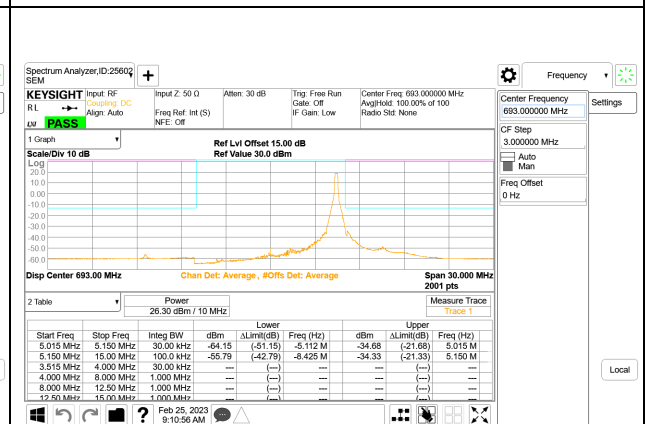 Spectrum Analyzer,ID:25602
SEM
+
Frequency
KEYSIGHT Input: RF Input Z: 50 Ω Atten: 30 dB Trig: Free Run Center Freq: 693.000000 MHz
R L Coupling: DC Gate: Off Avg|Hold: 100.00% of 100
Align: Auto Freq Ref: Int (S) IF Gain: Low Radio Std: None
LXI PASS NFE: Off
Center Frequency
693.000000 MHz
Settings
CF Step
3.000000 MHz
Auto
Man
Freq Offset
0 Hz
1 Graph
Ref Lvl Offset 15.00 dB
Scale/Div 10 dB Ref Value 30.0 dBm
Log
20.0
10.0
0.00
-10.0
-20.0
-30.0
-40.0
-50.0
-60.0
Disp Center 693.00 MHz Chan Det: Average , #Offs Det: Average Span 30.000 MHz
2001 pts
2 Table Power Measure Trace
26.30 dBm / 10 MHz Trace 1
Lower Upper
Start Freq Stop Freq Integ BW dBm ΔLimit(dB) Freq (Hz) dBm ΔLimit(dB) Freq (Hz)
5.015 MHz 5.150 MHz 30.00 kHz -64.15 (-51.15) -5.112 M -34.68 (-21.68) 5.015 M
5.150 MHz 15.00 MHz 100.0 kHz -55.79 (-42.79) -8.425 M -34.33 (-21.33) 5.150 M
3.515 MHz 4.000 MHz 30.00 kHz --- (---) --- (---)
4.000 MHz 8.000 MHz 1.000 MHz --- (---) --- (---)
8.000 MHz 12.50 MHz 1.000 MHz --- (---) --- (---)
12.50 MHz 15.00 MHz 1.000 MHz --- (---) --- (---)
Local
? Feb 25, 2023
9:10:56 AM